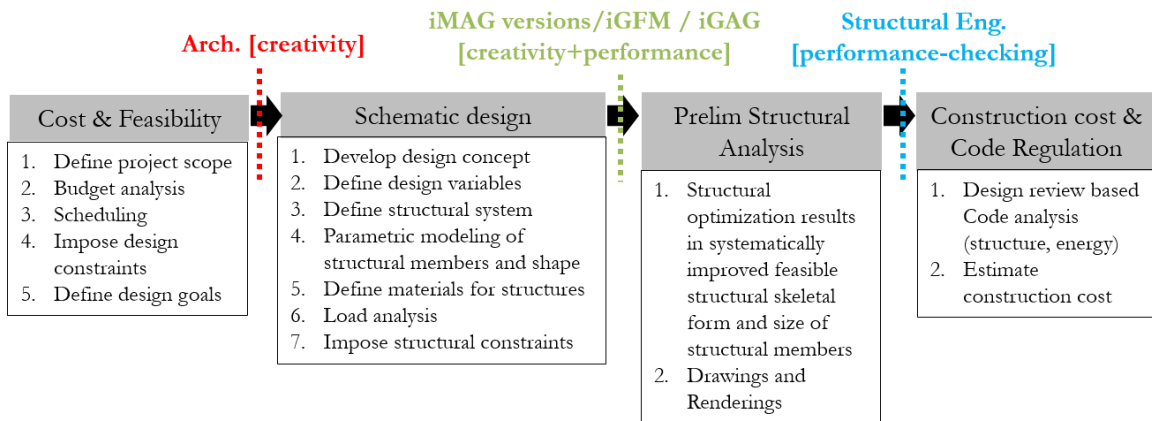 iMAG versions/iGFM / iGAG
[creativity+performance]
Structural Eng.
[performance-checking]
Arch. [creativity]
Cost & Feasibility
1. Define project scope
2. Budget analysis
3. Scheduling
4. Impose design
constraints
5. Define design goals
Schematic design
1. Develop design concept
2. Define design variables
3. Define structural system
4. Parametric modeling of
structural members and shape
5. Define materials for structures
6. Load analysis
7. Impose structural constraints
Prelim Structural
Analysis
1. Structural
optimization results
in systematically
improved feasible
structural skeletal
form and size of
structural members
2. Drawings and
Renderings
Construction cost &
Code Regulation
1. Design review based
Code analysis
(structure, energy)
2. Estimate
construction cost